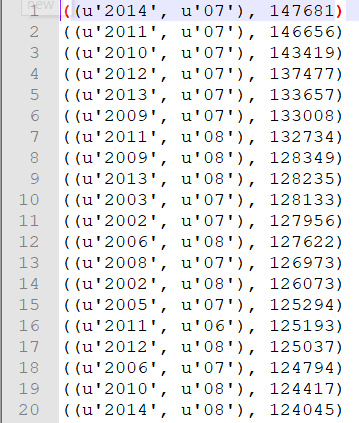 new
1 ((u'2014', u'07'), 147681)
2 ((u'2011', u'07'), 146656)
3 ((u'2010', u'07'), 143419)
4 ((u'2012', u'07'), 137477)
5 ((u'2013', u'07'), 133657)
6 ((u'2009', u'07'), 133008)
7 ((u'2011', u'08'), 132734)
8 ((u'2009', u'08'), 128349)
9 ((u'2013', u'08'), 128235)
10 ((u'2003', u'07'), 128133)
11 ((u'2002', u'07'), 127956)
12 ((u'2006', u'08'), 127622)
13 ((u'2008', u'07'), 126973)
14 ((u'2002', u'08'), 126073)
15 ((u'2005', u'07'), 125294)
16 ((u'2011', u'06'), 125193)
17 ((u'2012', u'08'), 125037)
18 ((u'2006', u'07'), 124794)
19 ((u'2010', u'08'), 124417)
20 ((u'2014', u'08'), 124045)